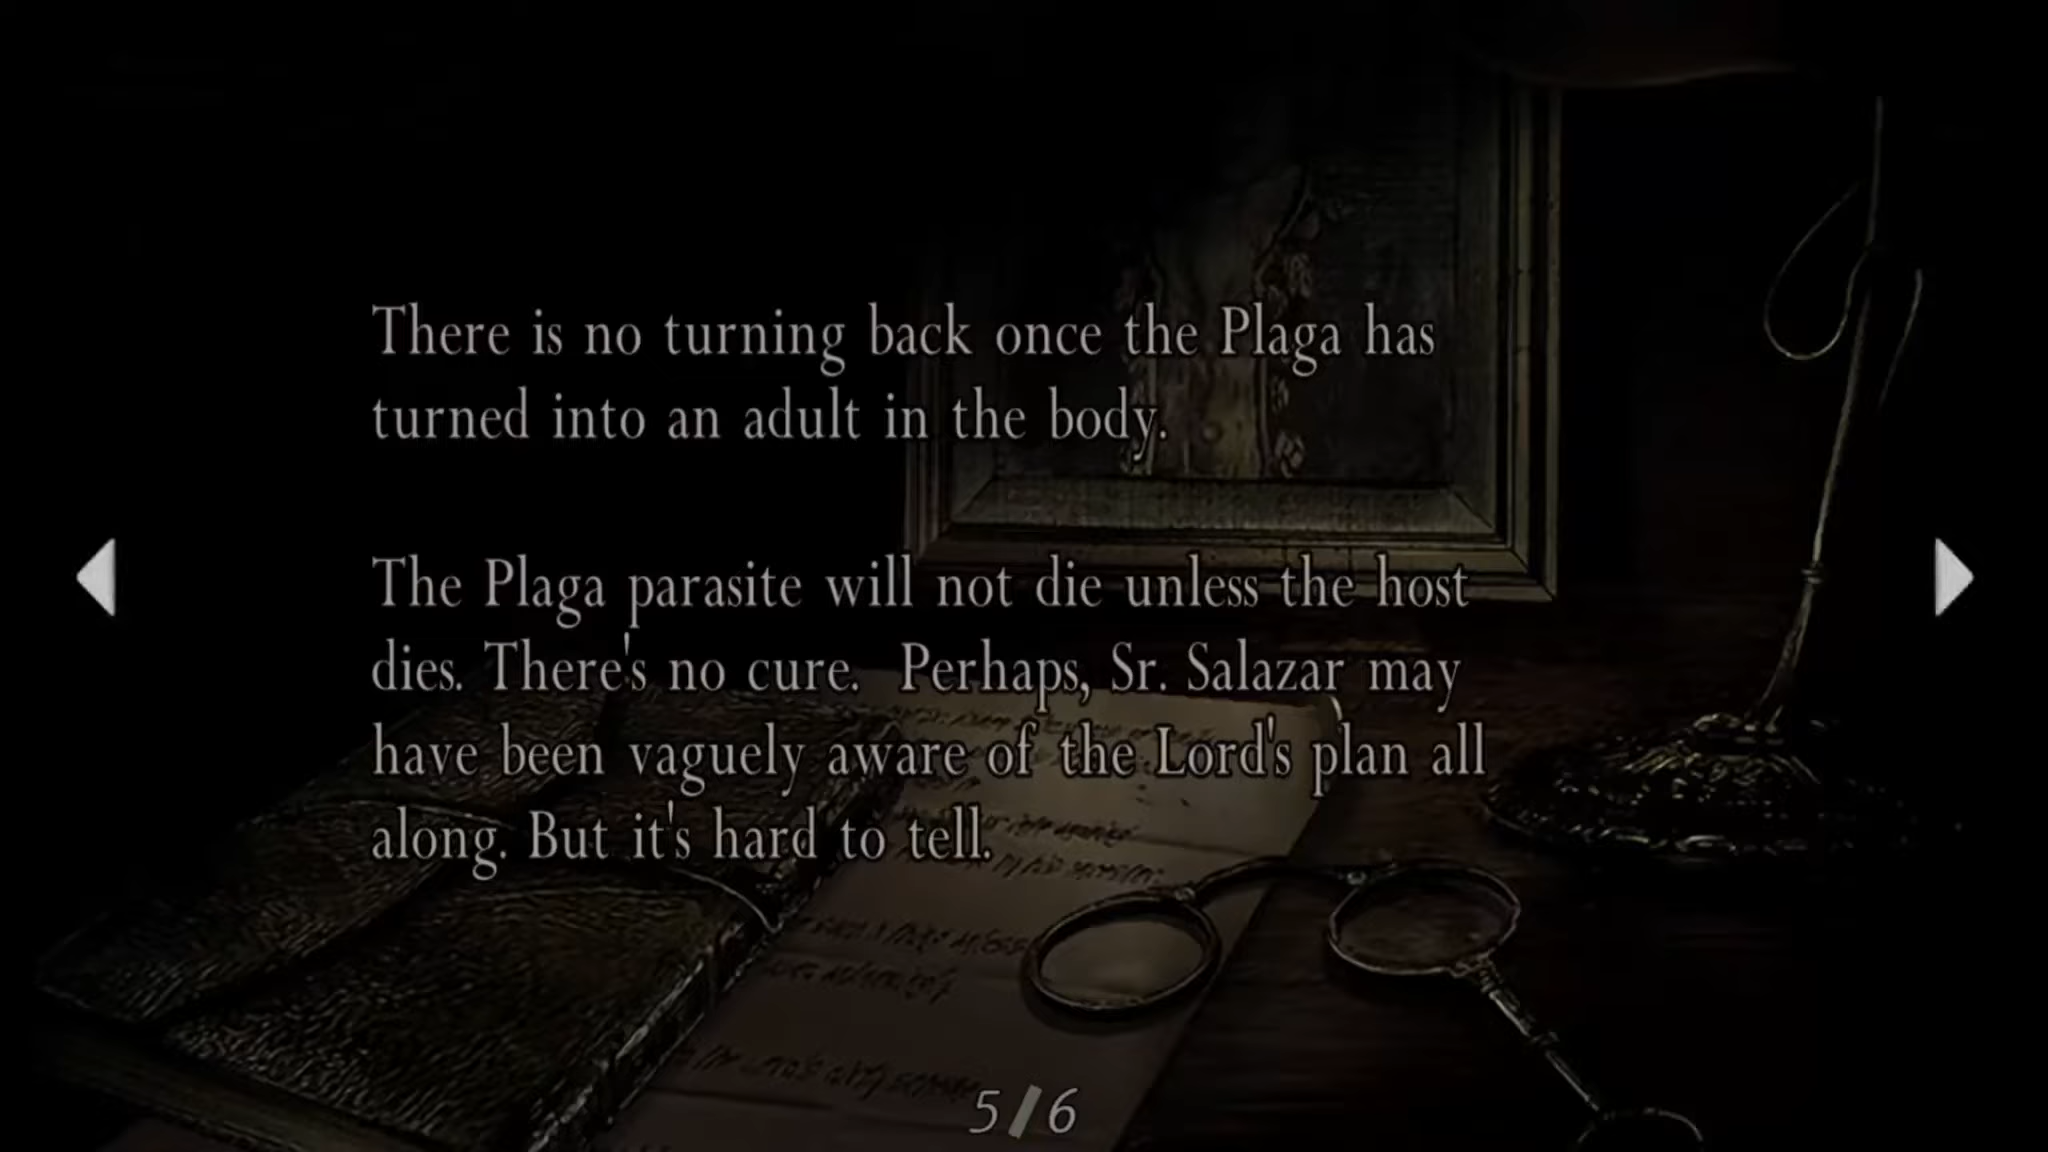 There is no turning back once the Plaga has
turned into an adult in the body.
The Plaga parasite will not die unless the host
dies. There's no cure.  Perhaps, Sr. Salazar may
have been vaguely aware of the Lord's plan all
along. But it's hard to tell.
5/6